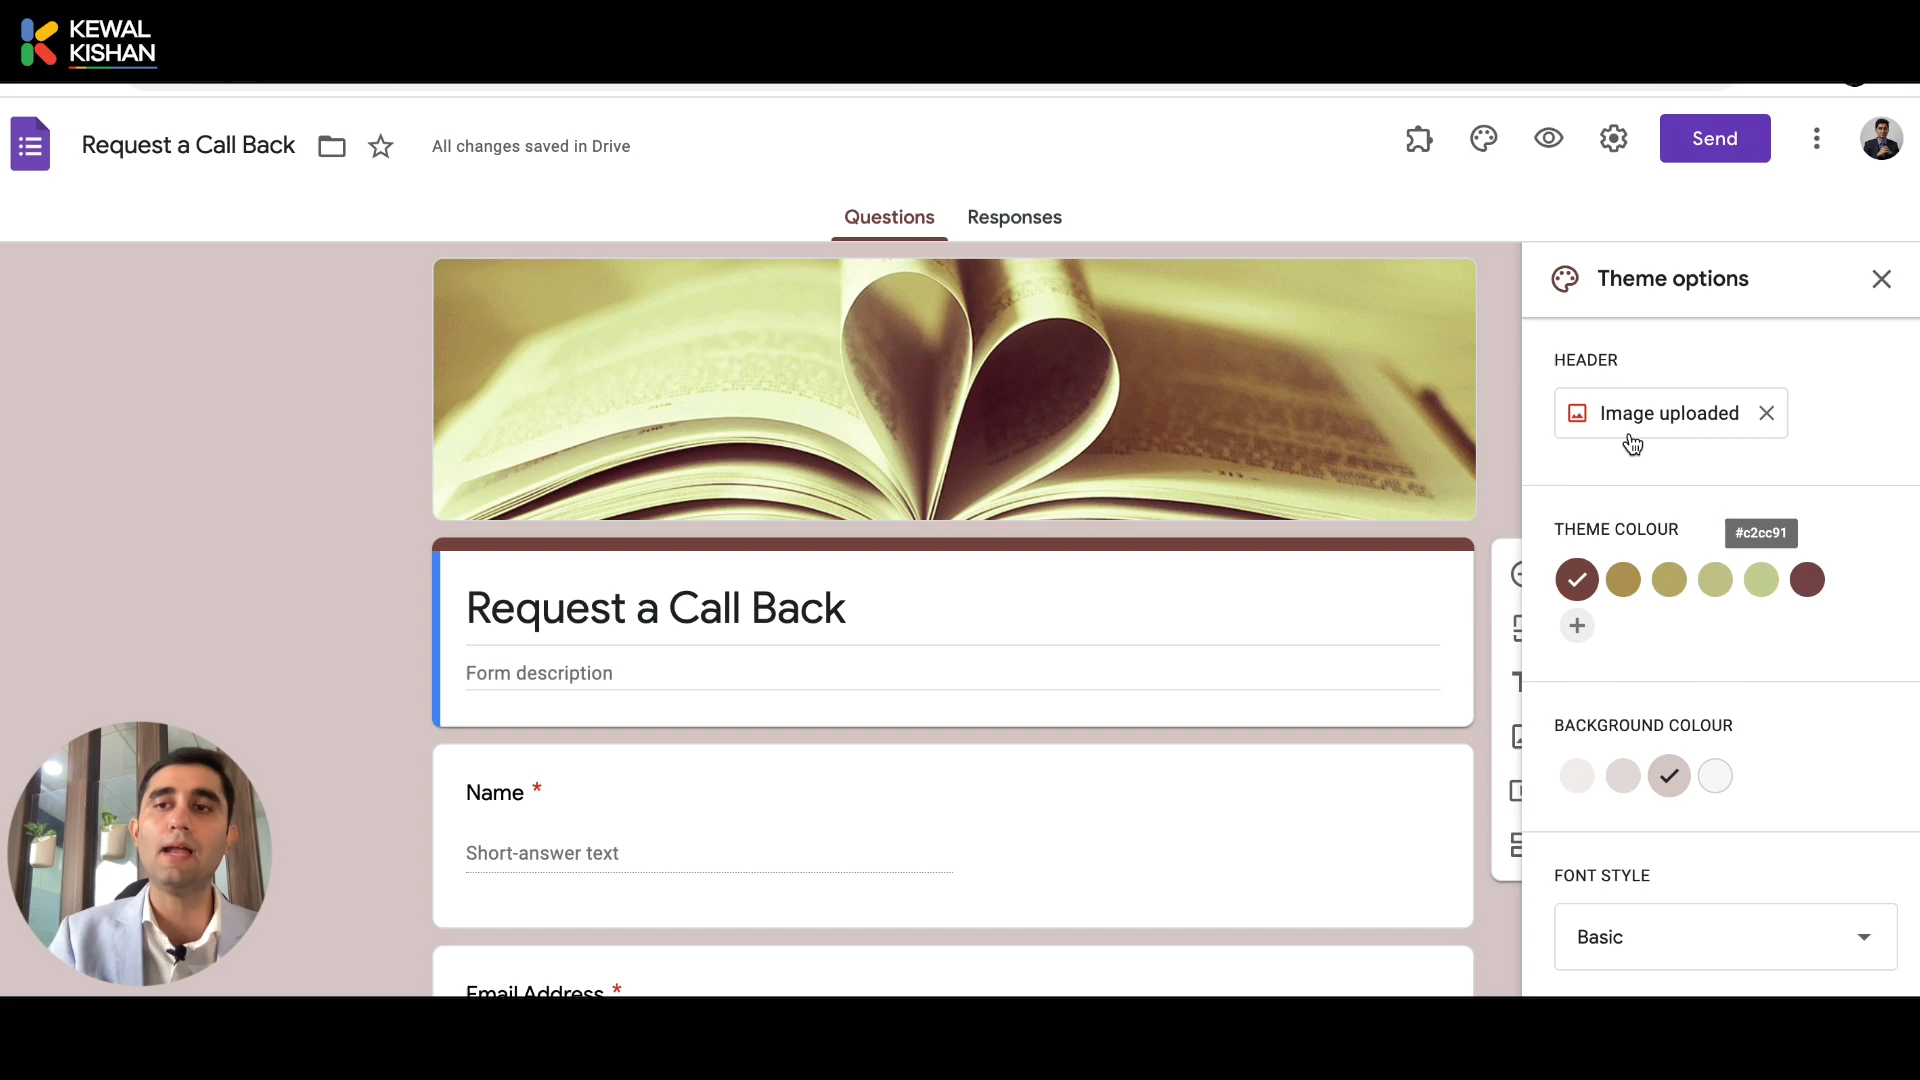 KEWAL
KISHAN
Request a Call Back
All changes saved in Drive
Send
Questions
Responses
Theme options
HEADER
Image uploaded
THEME COLOUR
#c2cc91
Request a Call Back
Form description
BACKGROUND COLOUR
Name *
Short-answer text
FONT STYLE
Basic
Email Address *